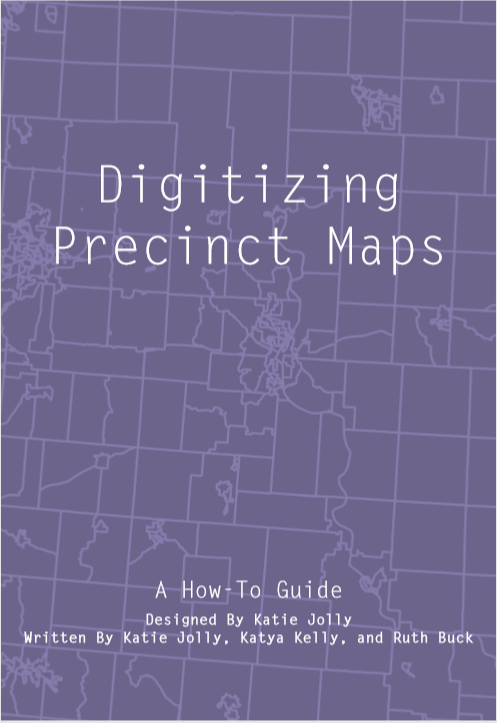 Digitizing
Precinct Maps
A How-To Guide
Designed By Katie Jolly
Written By Katie Jolly, Katya Kelly, and Ruth Buck